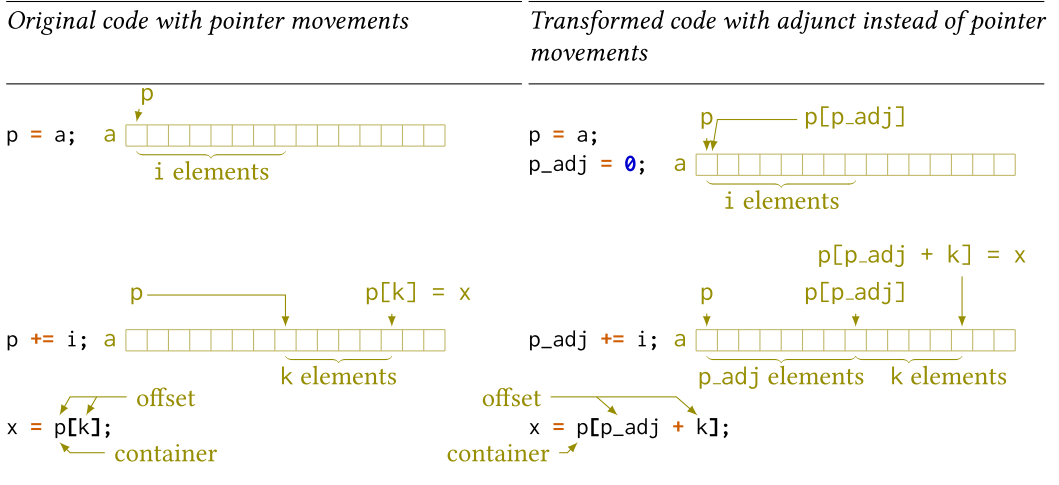 Original code with pointer movements
Transformed code with adjunct instead of pointer
movements
p
p = a;
a
i elements
p
p[p_adj]
p = a;
p_adj = 0;
a
i elements
p
p[k] = x
p += i;
a
k elements
p[p_adj + k] = x
p
p[p_adj]
p_adj += i;
a
p_adj elements
k elements
offset
x = p[k];
container
offset
x = p[p_adj + k];
container